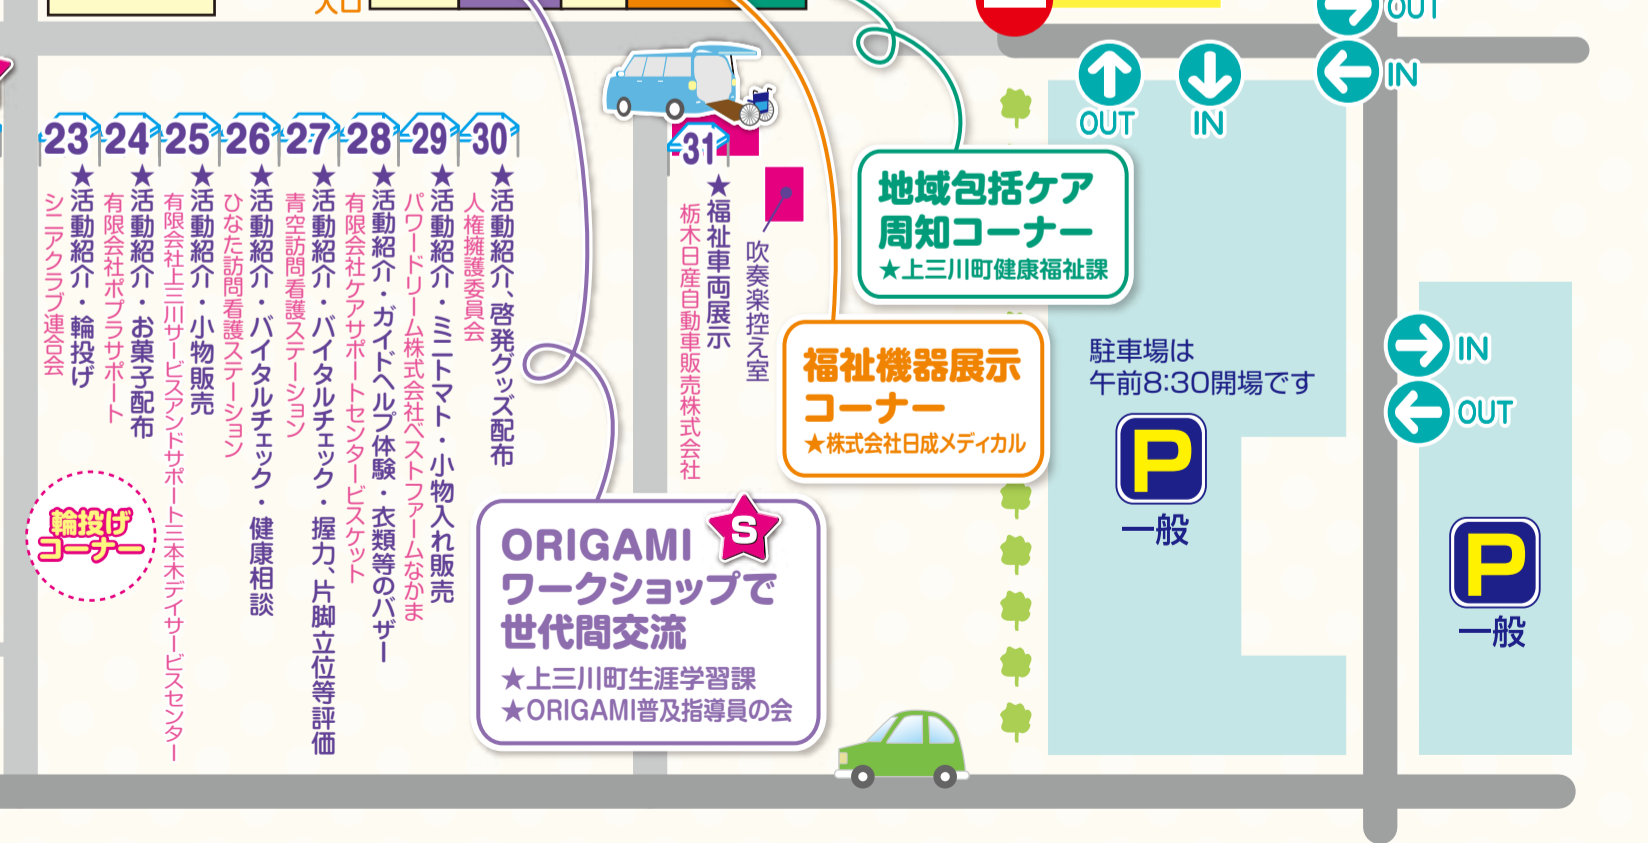 入口
OUT
IN
OUT
IN
23
★活動紹介・輪投げ
シニアクラブ連合会
24
★活動紹介・お菓子配布
有限会社ポプラサポート
25
★活動紹介・小物販売
有限会社上三川サービスアンドサポート三本木デイサービスセンター
26
★活動紹介・バイタルチェック・健康相談
ひなた訪問看護ステーション
27
★活動紹介・バイタルチェック・握力、片脚立位等評価
青空訪問看護ステーション
28
★活動紹介・ガイドヘルプ体験・衣類等のバザー
有限会社ケアサポートセンタービスケット
29
★活動紹介・ミニトマト・小物入れ販売
パワードリーム株式会社ベストファームなかま
30
★活動紹介、啓発グッズ配布
人権擁護委員会
31
★福祉車両展示
栃木日産自動車販売株式会社
吹奏楽控え室
地域包括ケア
周知コーナー
★上三川町健康福祉課
福祉機器展示
コーナー
★株式会社日成メディカル
輪投げ
コーナー
ORIGAMI
S
ワークショップで
世代間交流
★上三川町生涯学習課
★ORIGAMI普及指導員の会
駐車場は
午前8:30開場です
P
一般
IN
OUT
P
一般